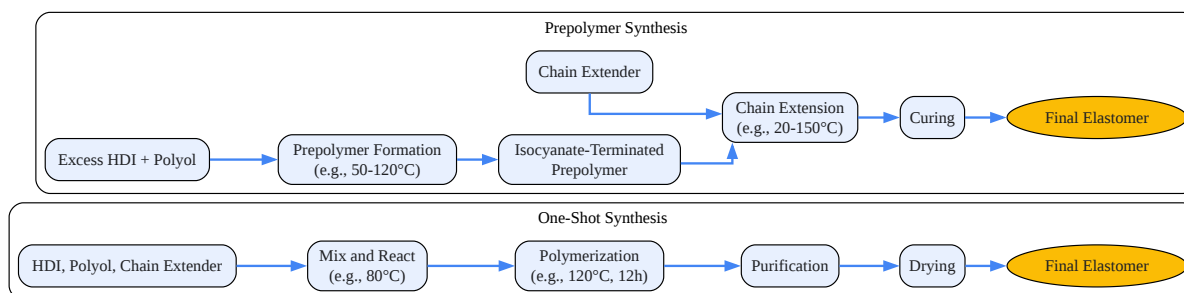 Prepolymer Synthesis
Chain Extender
Chain Extension
(e.g., 20-150°C)
Curing
Final Elastomer
Excess HDI + Polyol
Prepolymer Formation
(e.g., 50-120°C)
Isocyanate-Terminated
Prepolymer
One-Shot Synthesis
HDI, Polyol, Chain Extender
Mix and React
(e.g., 80°C)
Polymerization
(e.g., 120°C, 12h)
Purification
Drying
Final Elastomer